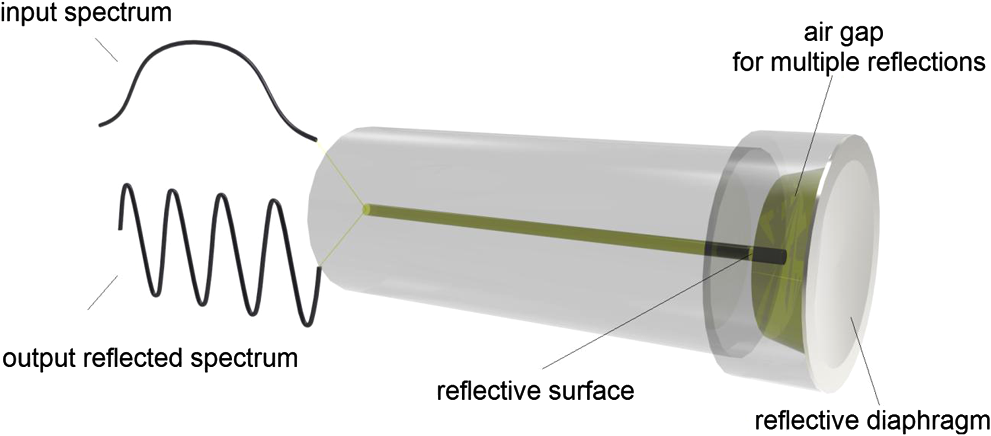 input spectrum
air gap
for multiple reflections
output reflected spectrum
reflective surface
reflective diaphragm